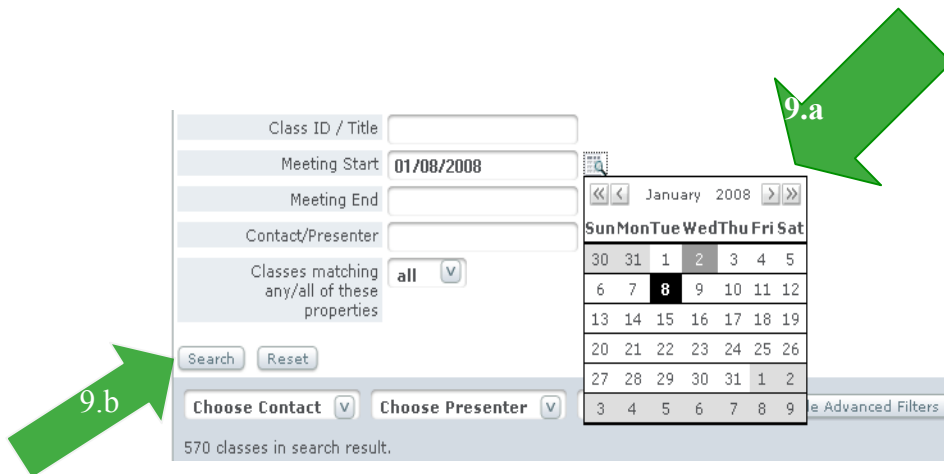 9.a
Class ID / Title
Meeting Start 01/08/2008
Meeting End
Contact/Presenter
Classes matching any/all of these properties all
Search Reset
« < January 2008 > »
Sun Mon Tue Wed Thu Fri Sat
30 31 1 2 3 4 5
6 7 8 9 10 11 12
13 14 15 16 17 18 19
20 21 22 23 24 25 26
27 28 29 30 31 1 2
3 4 5 6 7 8 9
9.b
Choose Contact Choose Presenter
Advanced Filters
570 classes in search result.